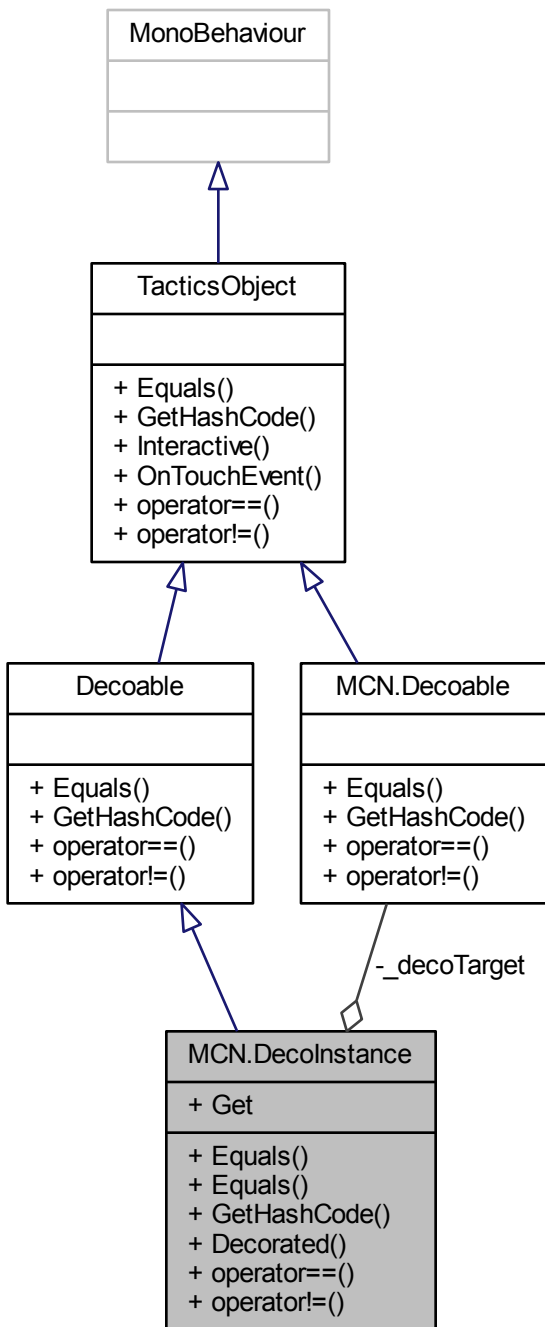 MonoBehaviour
TacticsObject
+ Equals()
+ GetHashCode()
+ Interactive()
+ OnTouchEvent()
+ operator==()
+ operator!=()
Decoable
+ Equals()
+ GetHashCode()
+ operator==()
+ operator!=()
MCN.Decoable
+ Equals()
+ GetHashCode()
+ operator==()
+ operator!=()
-_decoTarget
MCN.DecoInstance
+ Get
+ Equals()
+ Equals()
+ GetHashCode()
+ Decorated()
+ operator==()
+ operator!=()